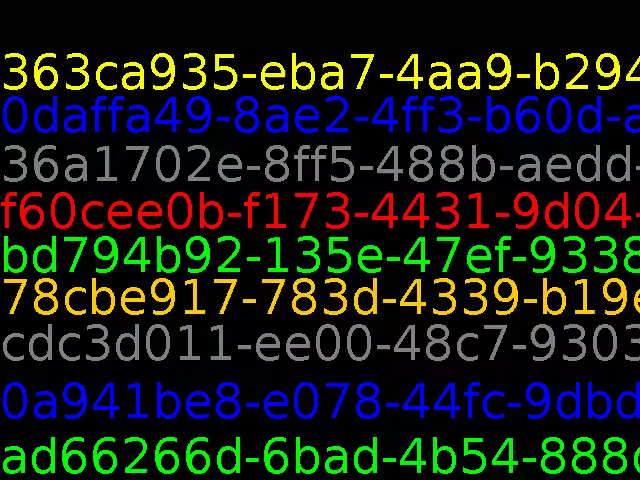 363ca935-eba7-4aa9-b294
0daffa49-8ae2-4ff3-b60d-a
36a1702e-8ff5-488b-aedd-
f60cee0b-f173-4431-9d04-
bd794b92-135e-47ef-9338
78cbe917-783d-4339-b19e
cdc3d011-ee00-48c7-9303
0a941be8-e078-44fc-9dbd
ad66266d-6bad-4b54-888c